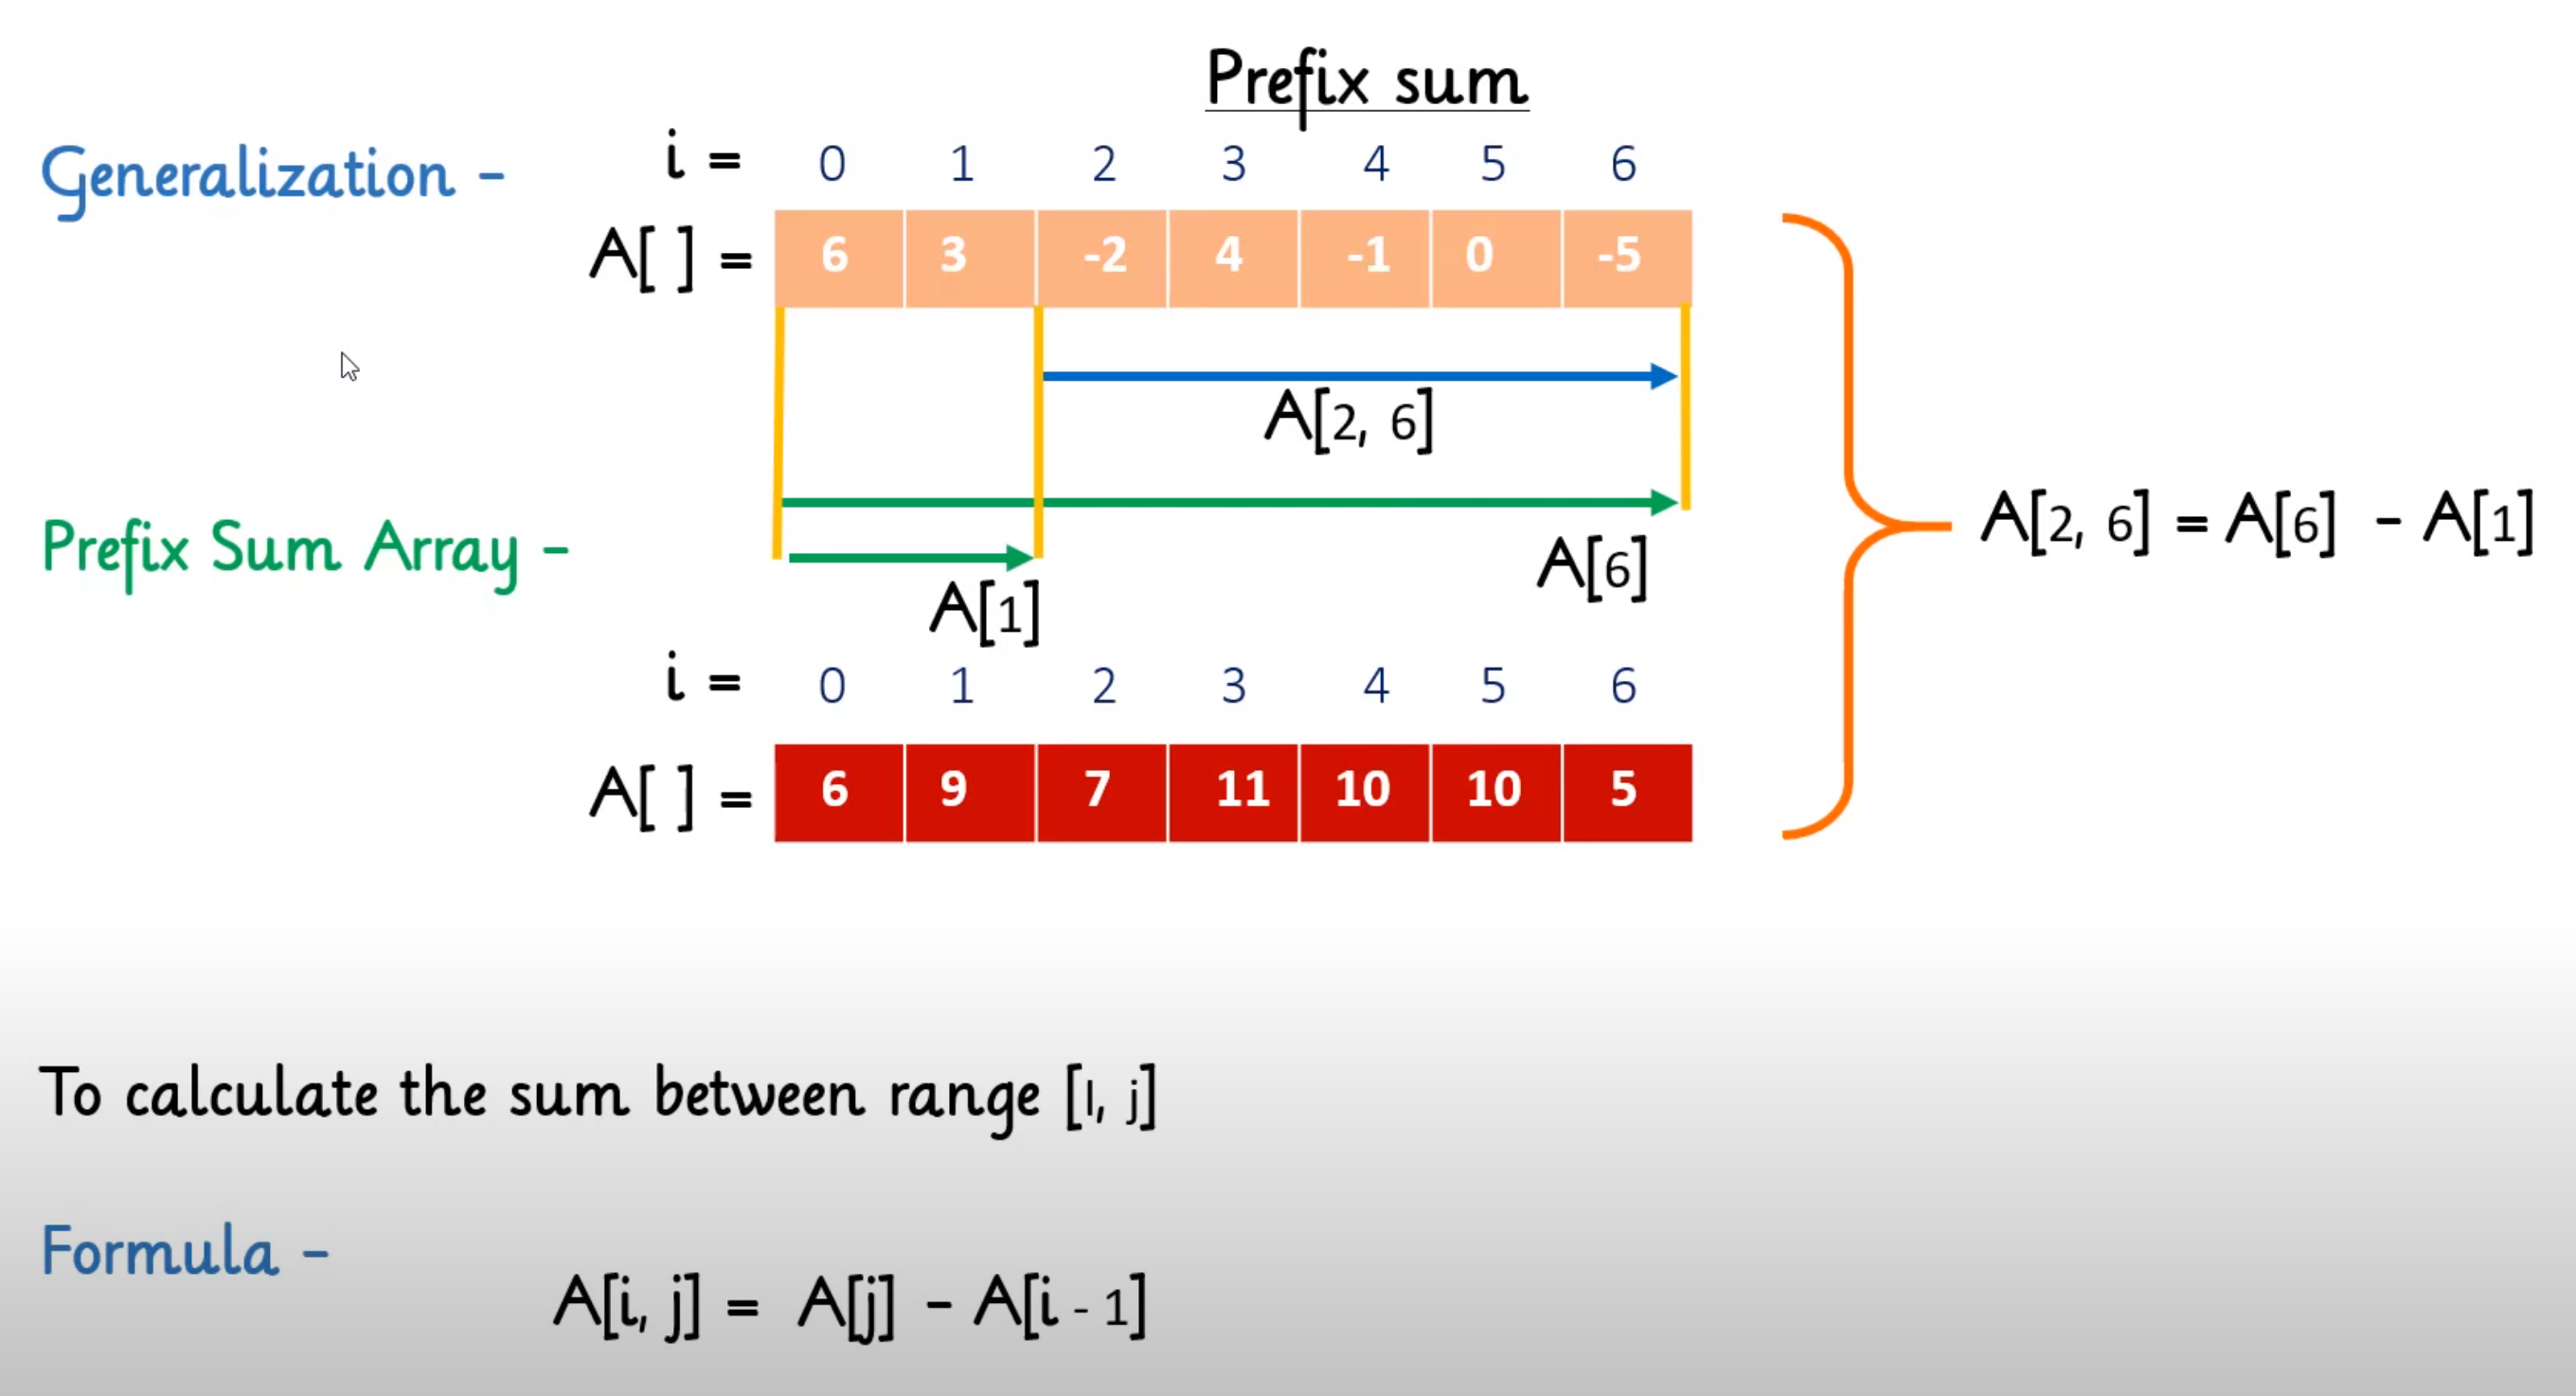 Prefix sum
Generalization - i = 0 1 2 3 4 5 6
A[ ] = 6 3 -2 4 -1 0 -5
A[2, 6]
A[2, 6] = A[6] - A[1]
Prefix Sum Array -
A[6]
A[1]
i = 0 1 2 3 4 5 6
A[ ] = 6 9 7 11 10 10 5
To calculate the sum between range [I, j]
Formula -
A[i, j] = A[j] - A[i - 1]